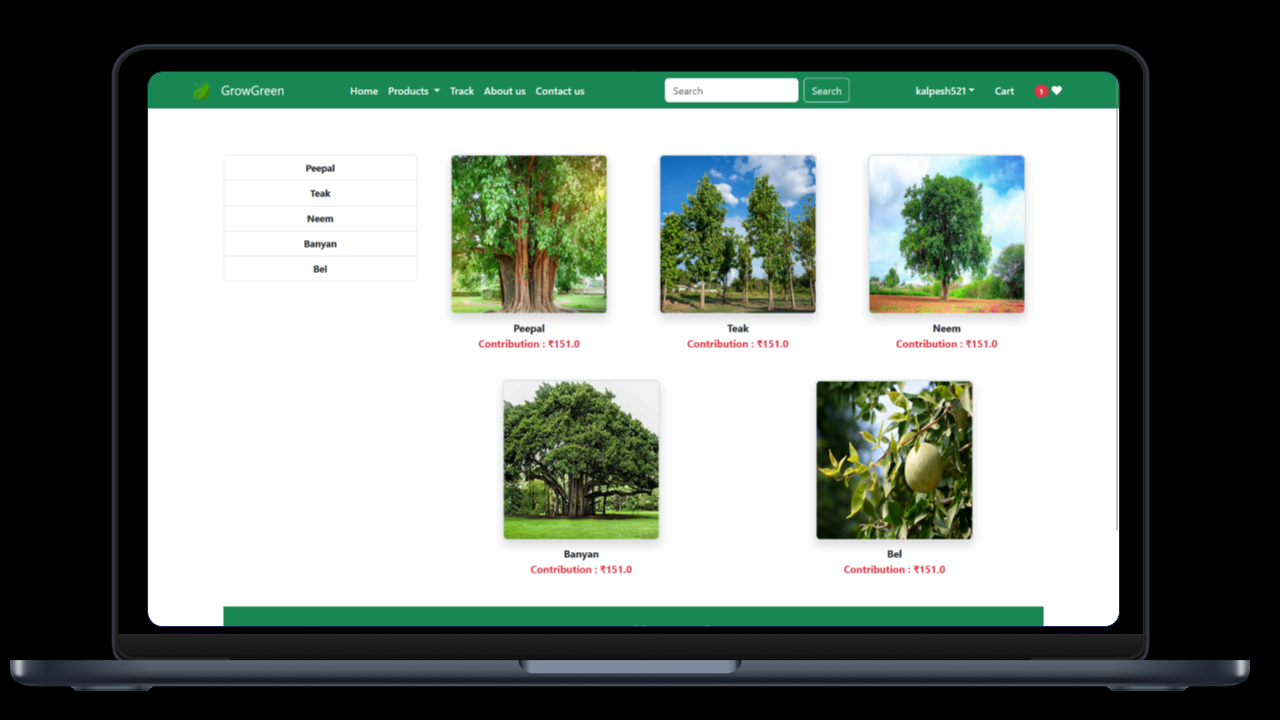 GrowGreen Home Products Track About us Contact us Search Search kalpesh521 Cart 1
Peepal
Teak
Neem
Banyan
Bel
Peepal Teak Neem
Contribution : ₹151.0 Contribution : ₹151.0 Contribution : ₹151.0
Banyan Bel
Contribution : ₹151.0 Contribution : ₹151.0